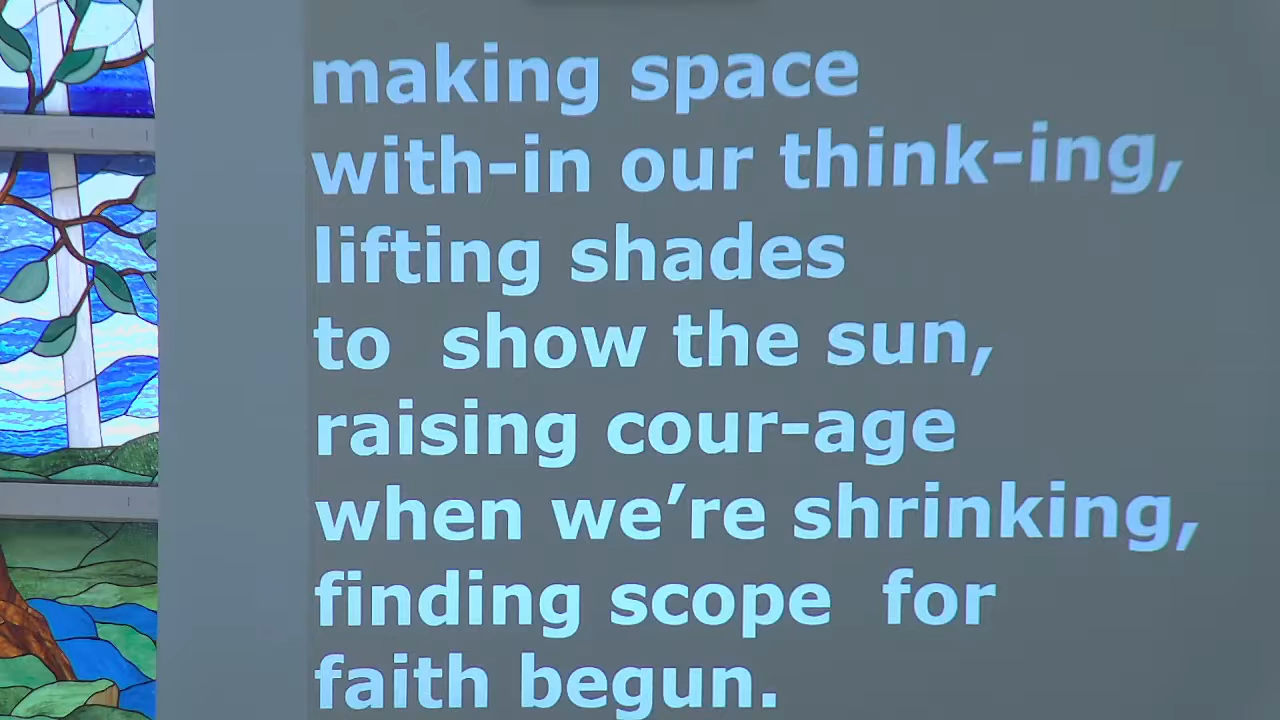 making space
with-in our think-ing,
lifting shades
to  show the sun,
raising cour-age
when we’re shrinking,
finding scope  for
faith begun.